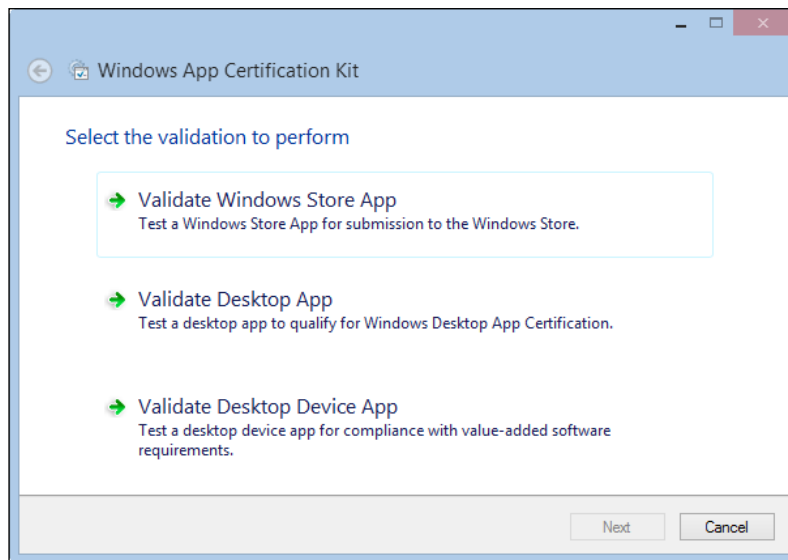 Windows App Certification Kit
Select the validation to perform
Validate Windows Store App
Test a Windows Store App for submission to the Windows Store.
Validate Desktop App
Test a desktop app to qualify for Windows Desktop App Certification.
Validate Desktop Device App
Test a desktop device app for compliance with value-added software
requirements.
Next
Cancel